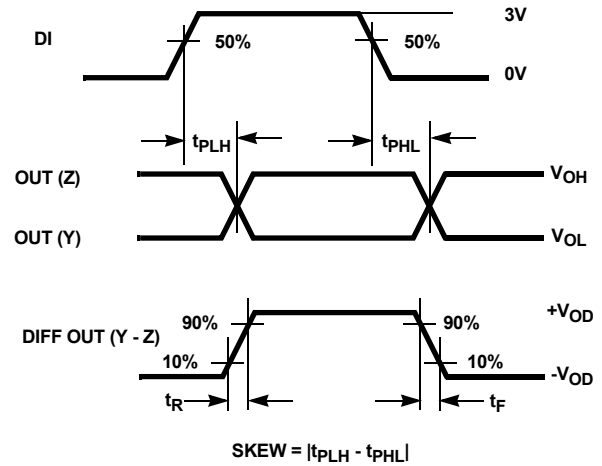 3V
DI
50%
50%
0V
tPLH
tPHL
OUT (Z)
VOH
OUT (Y)
VOL
+VOD
90%
90%
DIFF OUT (Y - Z)
10%
10%
-VOD
tR
tF
SKEW = |tPLH - tPHL|